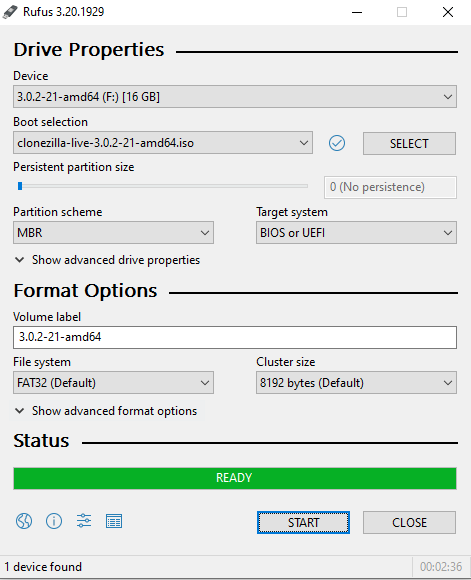 Rufus 3.20.1929
Drive Properties
Device
3.0.2-21-amd64 (F:) [16 GB]
Boot selection
clonezilla-live-3.0.2-21-amd64.iso
SELECT
Persistent partition size
0 (No persistence)
Partition scheme
Target system
MBR
BIOS or UEFI
Show advanced drive properties
Format Options
Volume label
3.0.2-21-amd64
File system
Cluster size
FAT32 (Default)
8192 bytes (Default)
Show advanced format options
Status
READY
START
CLOSE
1 device found
00:02:36